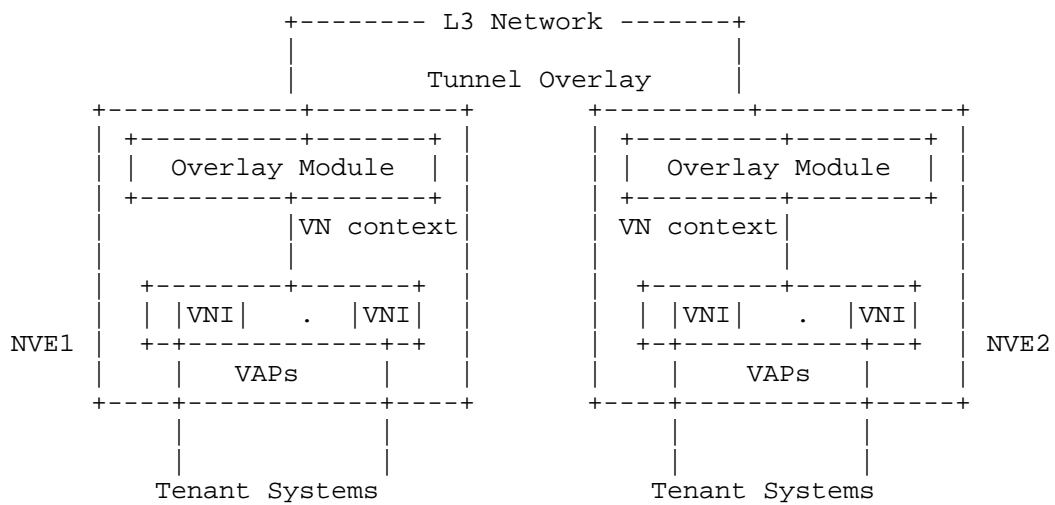 L3 Network
Tunnel Overlay
Overlay Module Overlay Module
VN context VN context
VNI . VNI VNI . VNI
NVE1 NVE2
VAPs VAPs
Tenant Systems Tenant Systems